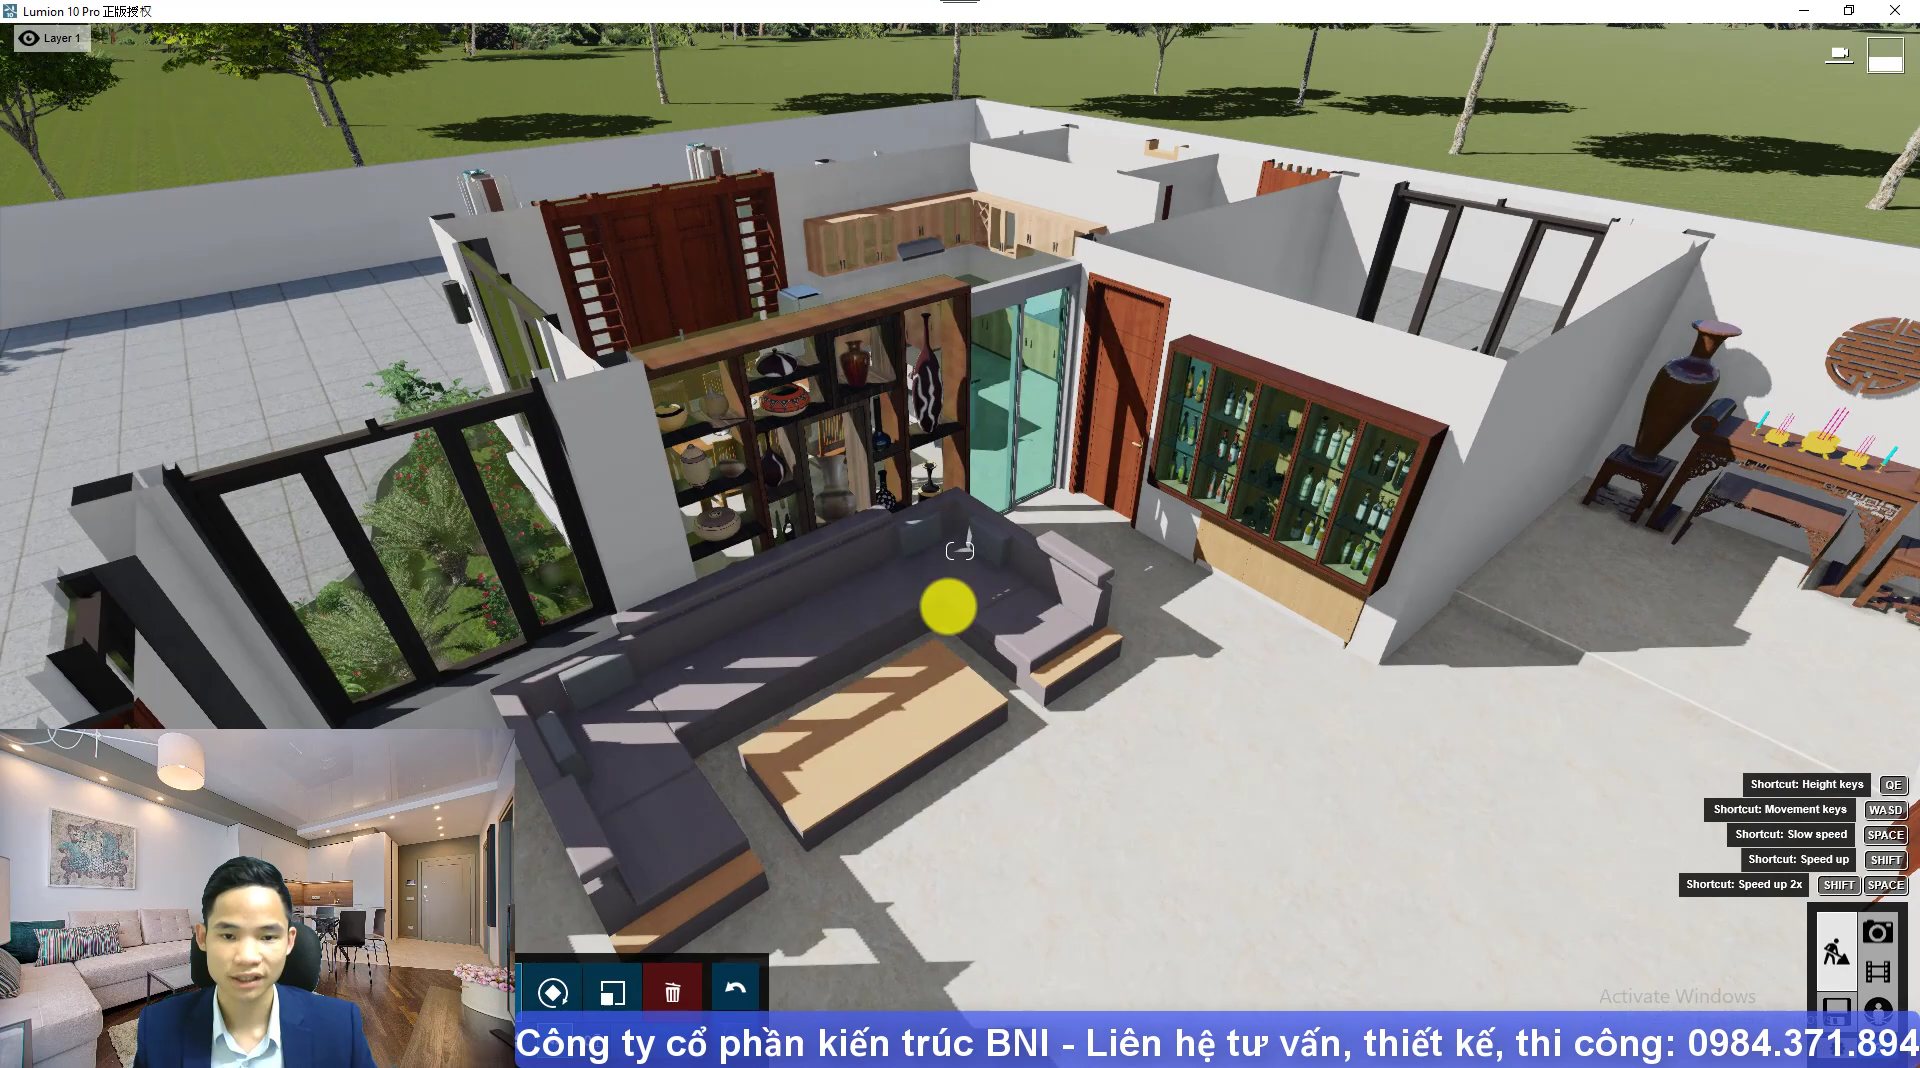 Lumion 10 Pro 正版授权
Layer 1
Shortcut: Height keys QE
Shortcut: Movement keys WASD
Shortcut: Slow speed SPACE
Shortcut: Speed up SHIFT
Shortcut: Speed up 2x SHIFT SPACE
Activate Windows
Công ty cổ phần kiến trúc BNI - Liên hệ tư vấn, thiết kế, thi công: 0984.371.894